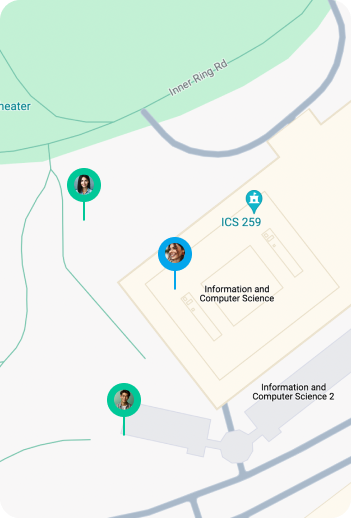 Inner Ring Rd
heater
ICS 259
Information and
Computer Science
Information and
Computer Science 2